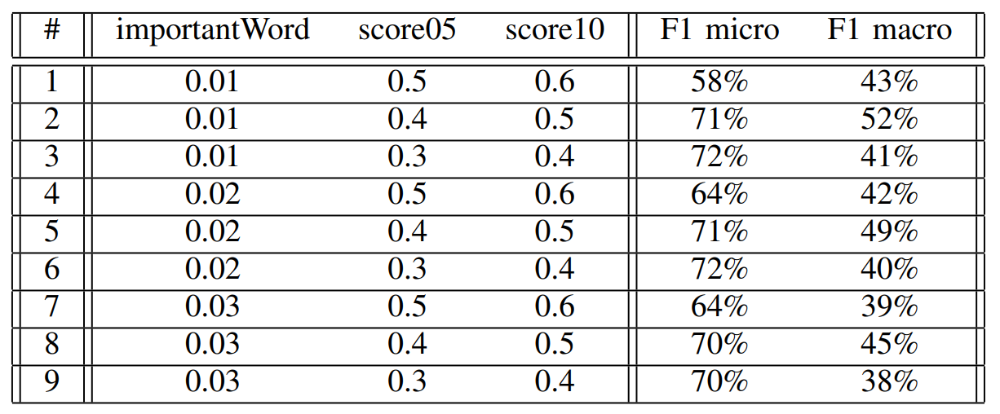 # importantWord score05 score10 F1 micro F1 macro
1 0.01 0.5 0.6 58% 43%
2 0.01 0.4 0.5 71% 52%
3 0.01 0.3 0.4 72% 41%
4 0.02 0.5 0.6 64% 42%
5 0.02 0.4 0.5 71% 49%
6 0.02 0.3 0.4 72% 40%
7 0.03 0.5 0.6 64% 39%
8 0.03 0.4 0.5 70% 45%
9 0.03 0.3 0.4 70% 38%